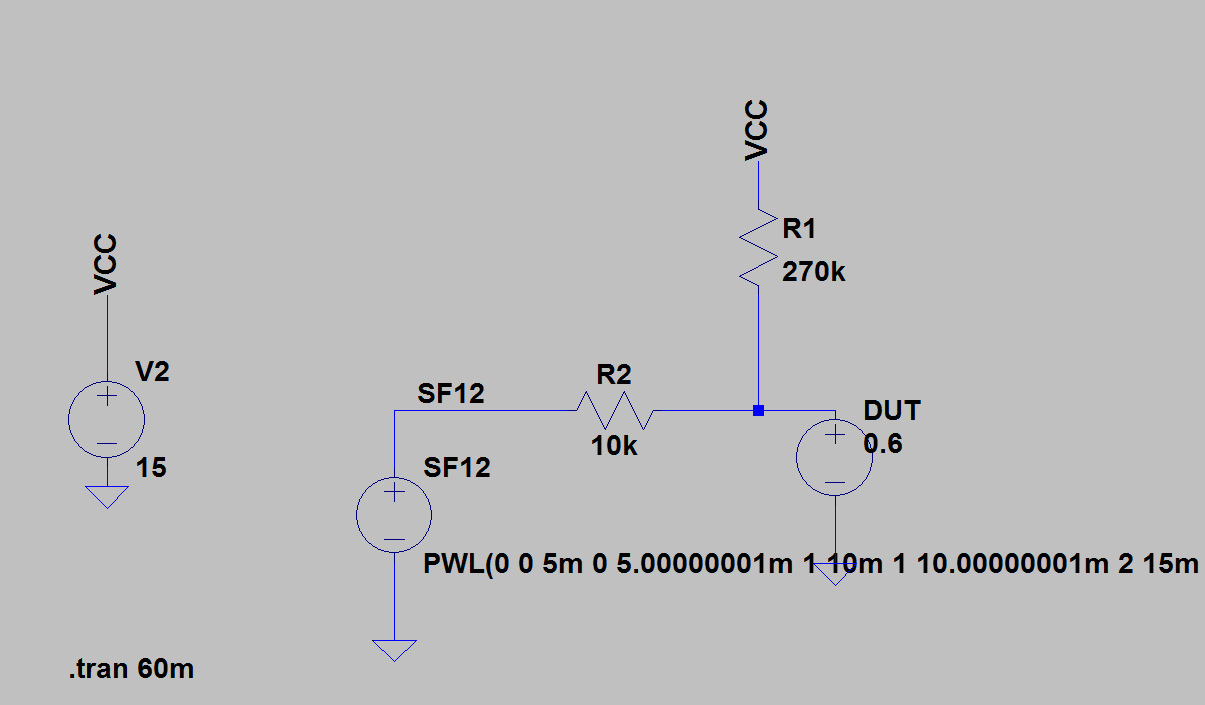 VCC
R1
270k
VCC
V2
15
SF12
R2
10k
SF12
DUT
0.6
PWL(0 0 5m 0 5.00000001m 1 10m 1 10.00000001m 2 15m
.tran 60m